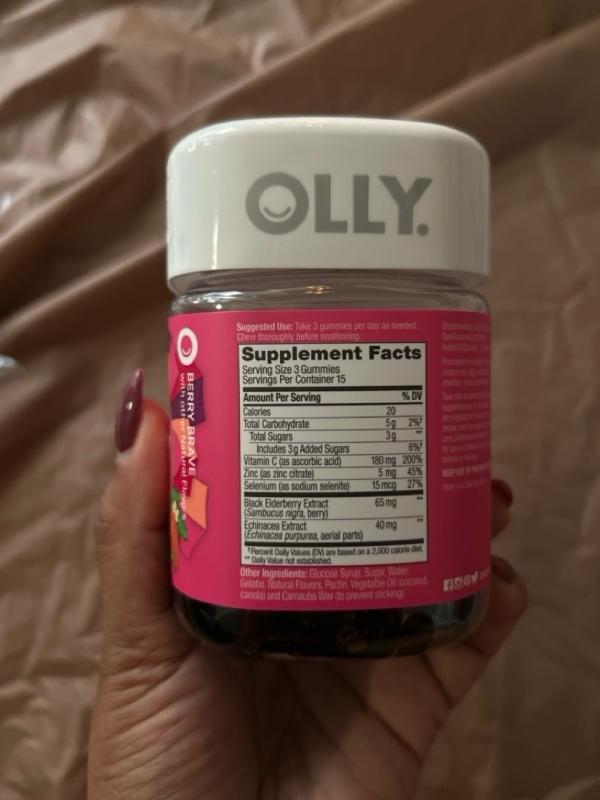 OLLY.
Suggested Use: Take 3 gummies per day as needed.
Chew thoroughly before swallowing.
BERRY BRAVE
with other Natural Flavors
Supplement Facts
Serving Size 3 Gummies
Servings Per Container 15
Amount Per Serving % DV
Calories 20
Total Carbohydrate 5g 2%†
Total Sugars 3g **
Includes 3g Added Sugars 6%†
Vitamin C (as ascorbic acid) 180 mg 200%
Zinc (as zinc citrate) 5 mg 45%
Selenium (as sodium selenite) 15 mcg 27%
Black Elderberry Extract 65 mg **
(Sambucus nigra, berry)
Echinacea Extract 40 mg **
(Echinacea purpurea, aerial parts)
†Percent Daily Values (DV) are based on a 2,000 calorie diet.
** Daily Value not established.
Other Ingredients: Glucose Syrup, Sugar, Water,
Gelatin, Natural Flavors, Pectin, Vegetable Oil (coconut,
canola) and Carnauba Wax (to prevent sticking).
KEEP OUT OF THE